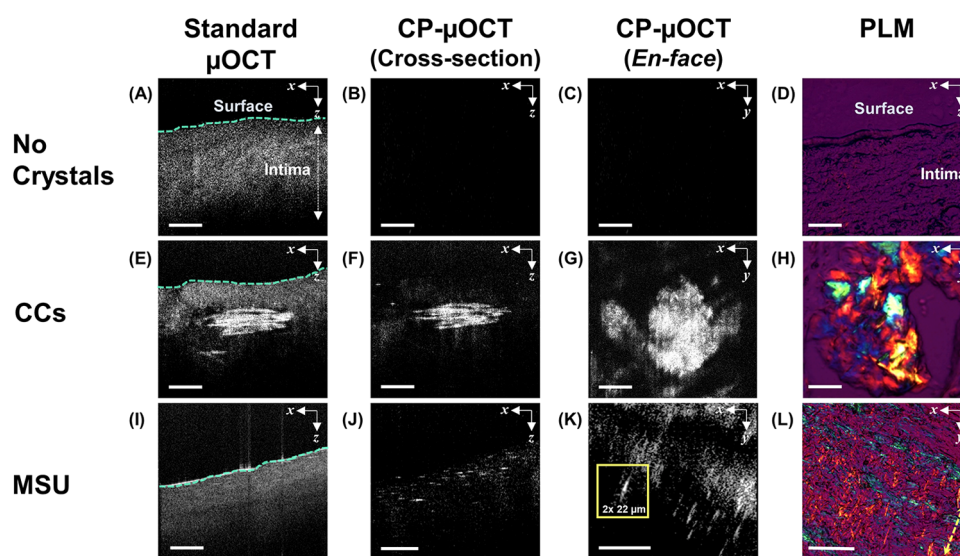 Standard μOCT
CP-μOCT (Cross-section)
CP-μOCT (En-face)
PLM
No Crystals
(A)
x
z
Surface
Intima
(B)
x
z
(C)
x
y
(D)
x
Surface
Intima
CCs
(E)
x
z
(F)
x
z
(G)
x
y
(H)
x
MSU
(I)
x
z
(J)
x
z
(K)
x
y
2x 22 μm
(L)
x